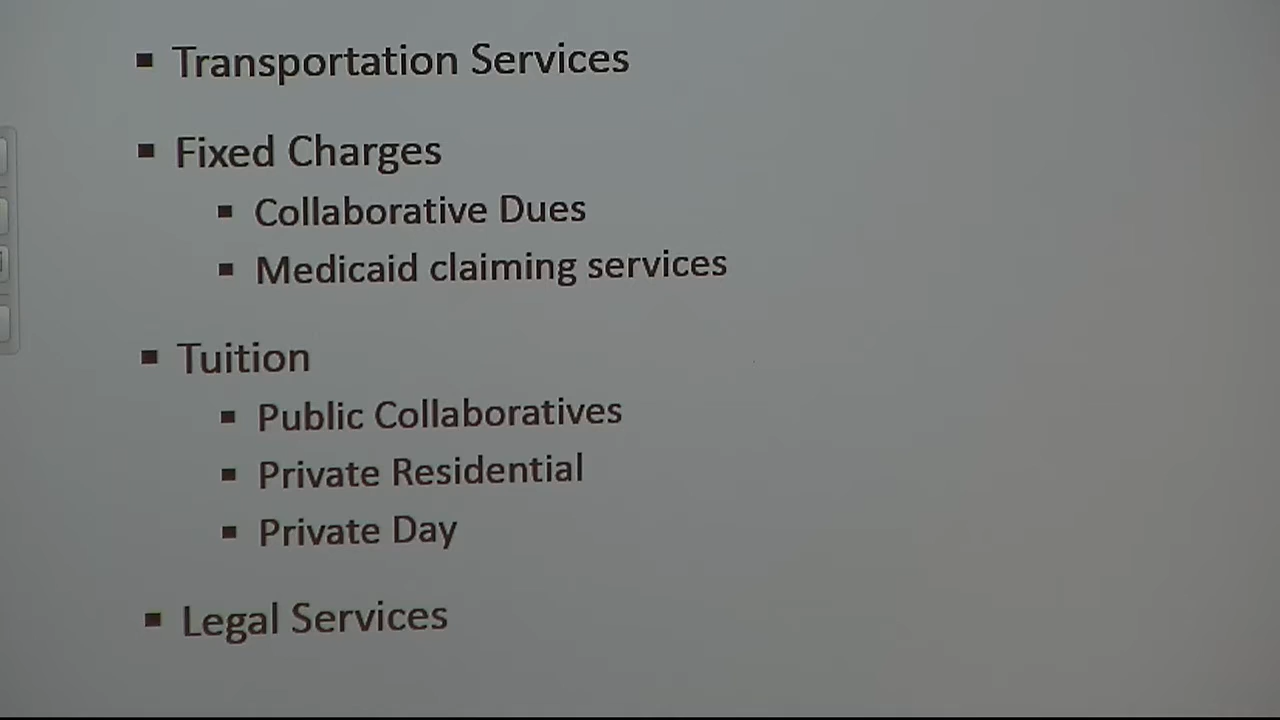 ▪ Transportation Services
▪ Fixed Charges
▪ Collaborative Dues
▪ Medicaid claiming services
▪ Tuition
▪ Public Collaboratives
▪ Private Residential
▪ Private Day
▪ Legal Services